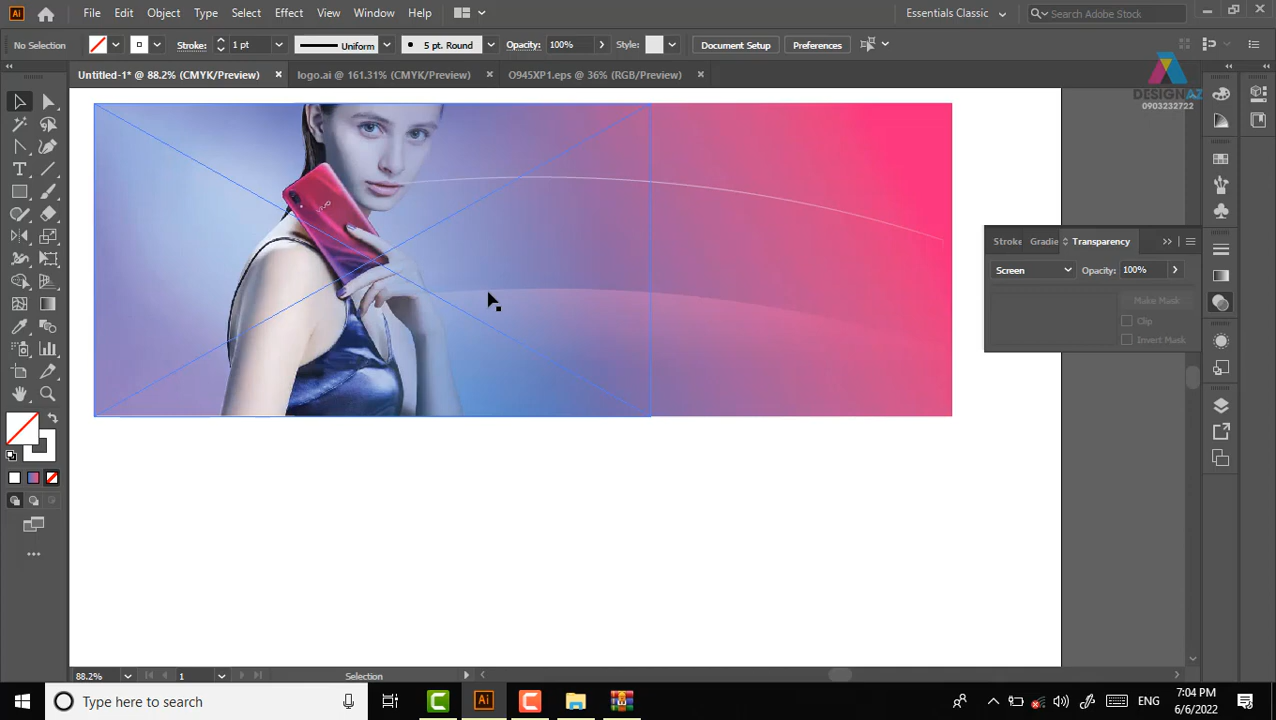 Ai File Edit Object Type Select Effect View Window Help Essentials Classic Search Adobe Stock
No Selection Stroke: 1 pt Uniform 5 pt. Round Opacity: 100% Style: Document Setup Preferences
Untitled-1* @ 88.2% (CMYK/Preview) × logo.ai @ 161.31% (CMYK/Preview) × O945XP1.eps @ 36% (RGB/Preview) ×
DESIGNAZ
0903232722
vivo
Stroke Gradie Transparency
Screen Opacity: 100%
Make Mask
Clip
Invert Mask
88.2% 1 Selection
Type here to search Ai ENG 7:04 PM
6/6/2022